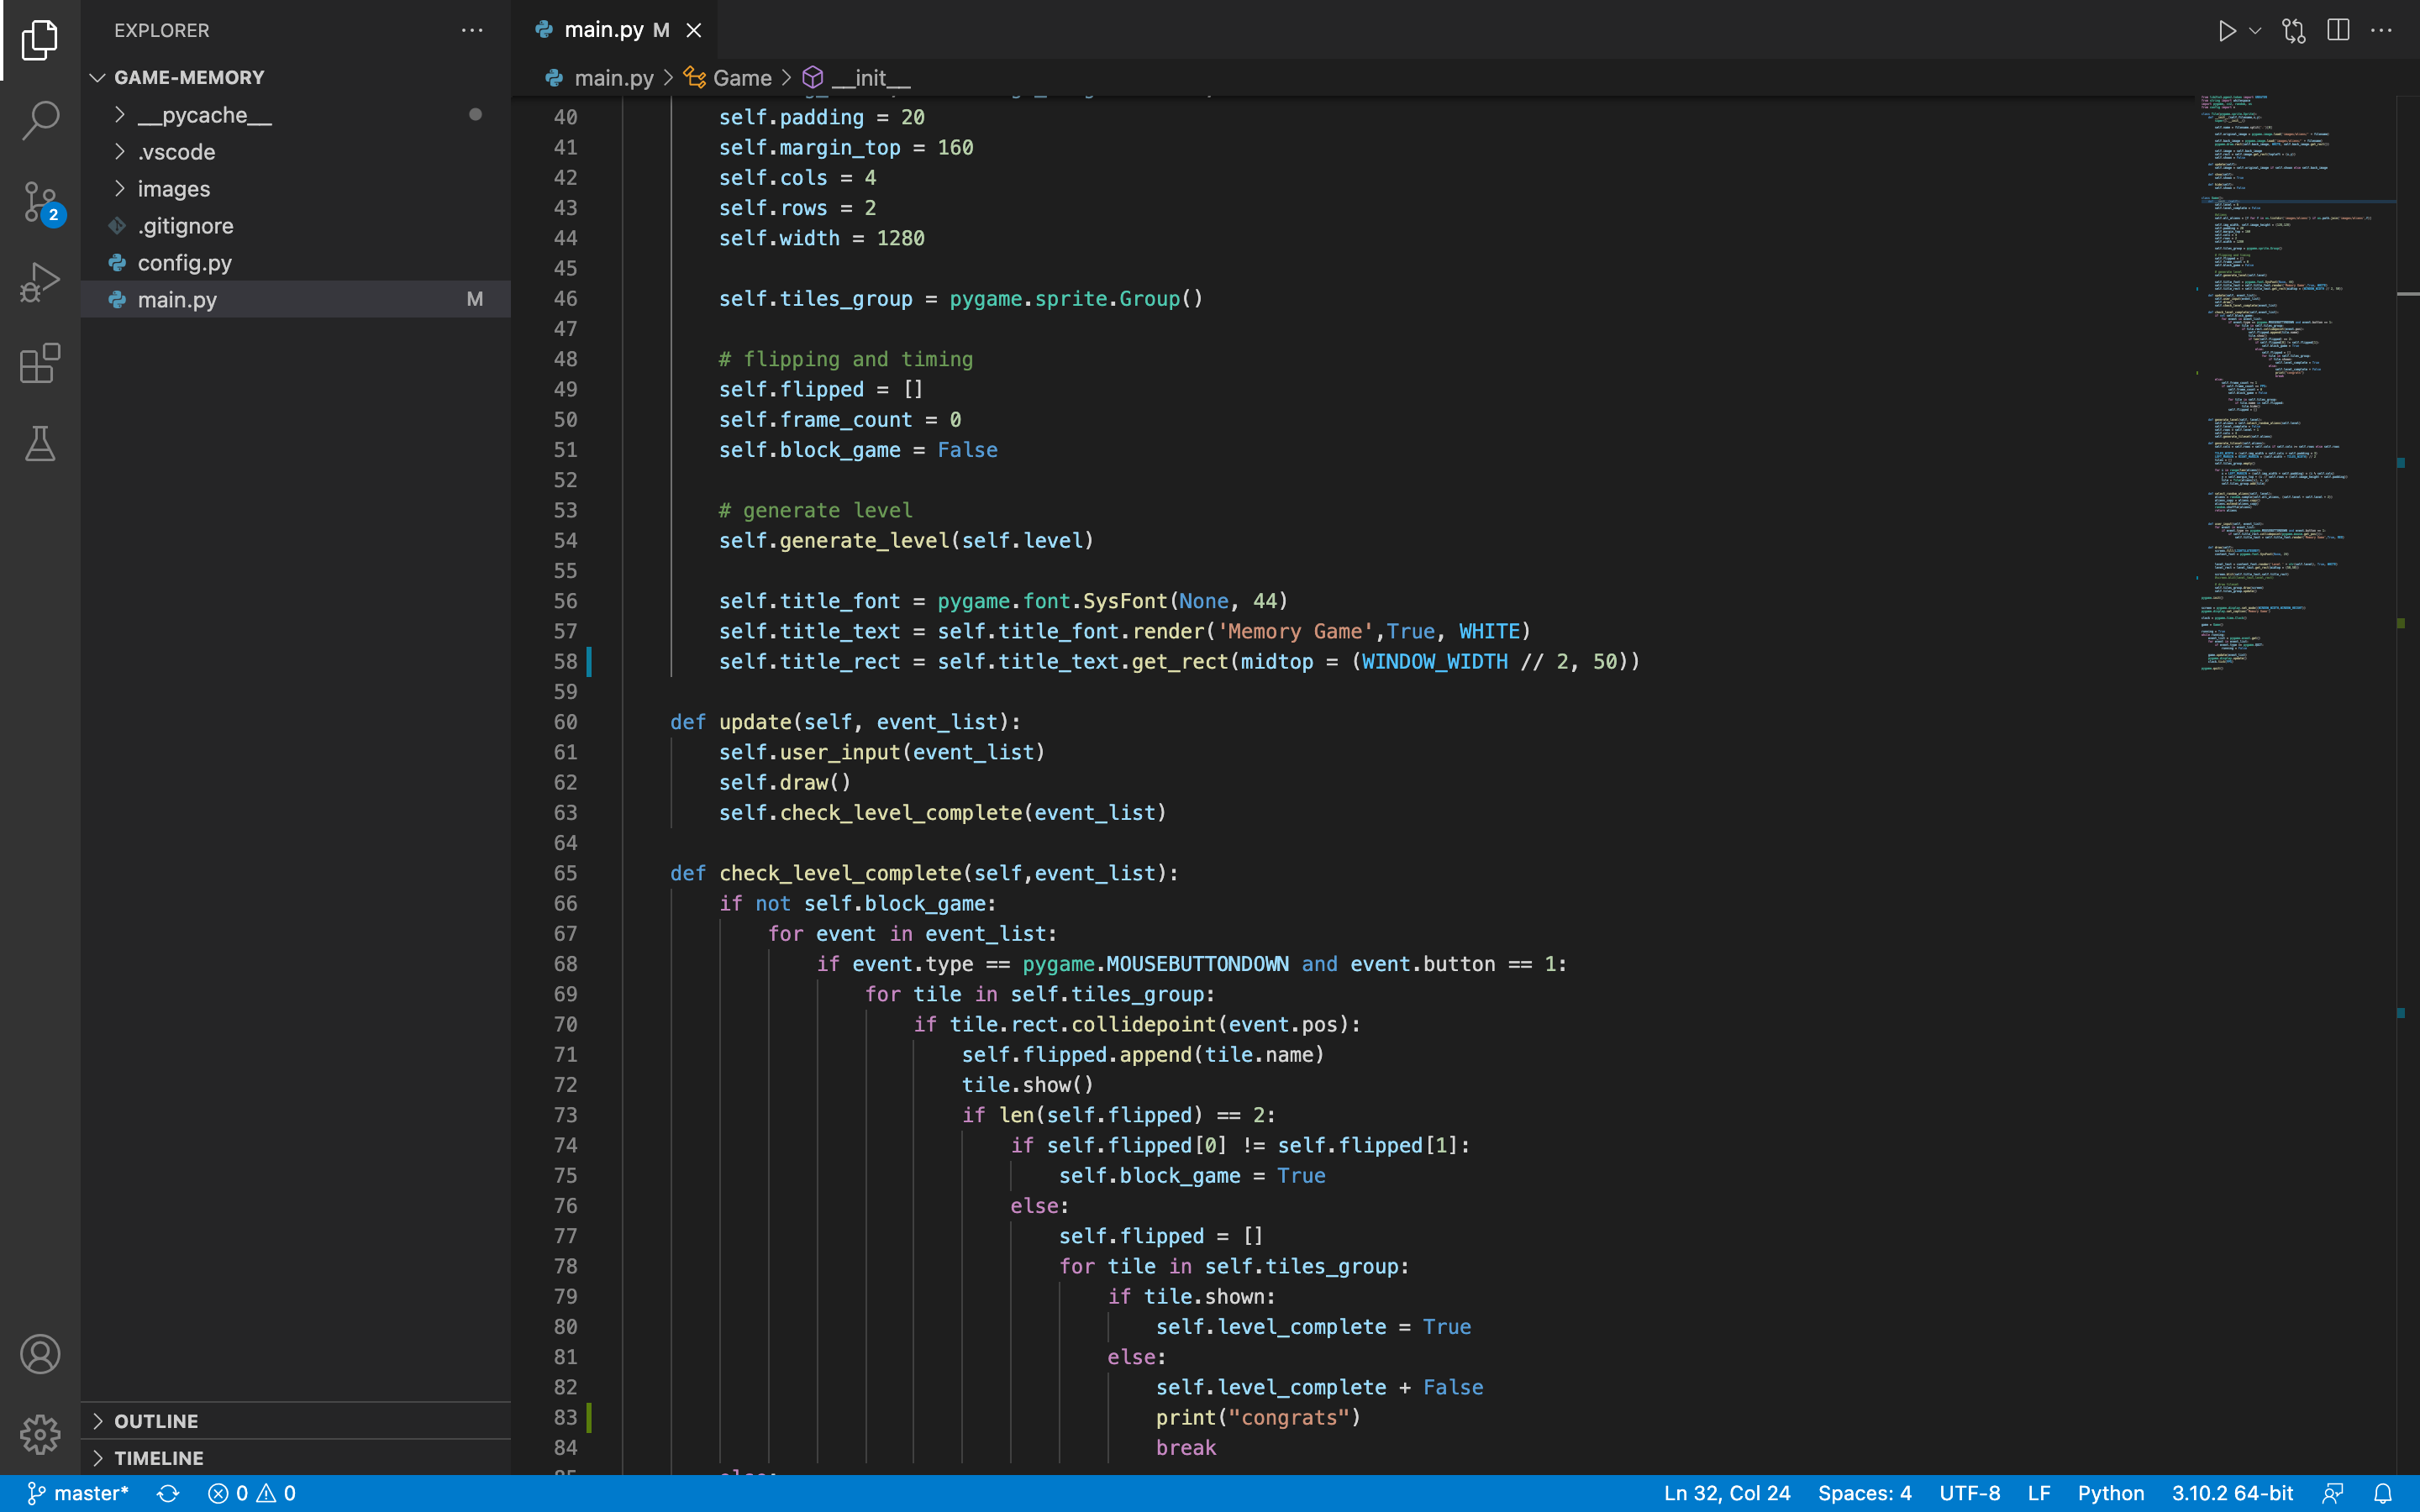 EXPLORER
GAME-MEMORY
__pycache__
.vscode
images
.gitignore
config.py
main.py M
OUTLINE
TIMELINE
main.py M
main.py > Game > __init__
40 self.padding = 20
41 self.margin_top = 160
42 self.cols = 4
43 self.rows = 2
44 self.width = 1280
45
46 self.tiles_group = pygame.sprite.Group()
47
48 # flipping and timing
49 self.flipped = []
50 self.frame_count = 0
51 self.block_game = False
52
53 # generate level
54 self.generate_level(self.level)
55
56 self.title_font = pygame.font.SysFont(None, 44)
57 self.title_text = self.title_font.render('Memory Game',True, WHITE)
58 self.title_rect = self.title_text.get_rect(midtop = (WINDOW_WIDTH // 2, 50))
59
60 def update(self, event_list):
61 self.user_input(event_list)
62 self.draw()
63 self.check_level_complete(event_list)
64
65 def check_level_complete(self,event_list):
66 if not self.block_game:
67 for event in event_list:
68 if event.type == pygame.MOUSEBUTTONDOWN and event.button == 1:
69 for tile in self.tiles_group:
70 if tile.rect.collidepoint(event.pos):
71 self.flipped.append(tile.name)
72 tile.show()
73 if len(self.flipped) == 2:
74 if self.flipped[0] != self.flipped[1]:
75 self.block_game = True
76 else:
77 self.flipped = []
78 for tile in self.tiles_group:
79 if tile.shown:
80 self.level_complete = True
81 else:
82 self.level_complete + False
83 print("congrats")
84 break
2
master* 0 0
Ln 32, Col 24 Spaces: 4 UTF-8 LF Python 3.10.2 64-bit